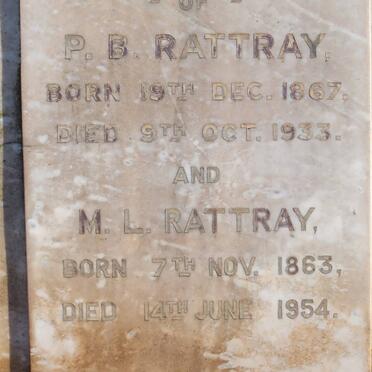 - OF -
P. B. RATTRAY,
BORN 19TH DEC. 1867.
DIED 9TH OCT. 1933.
AND
M. L. RATTRAY,
BORN 7TH NOV. 1863,
DIED 14TH JUNE 1954.